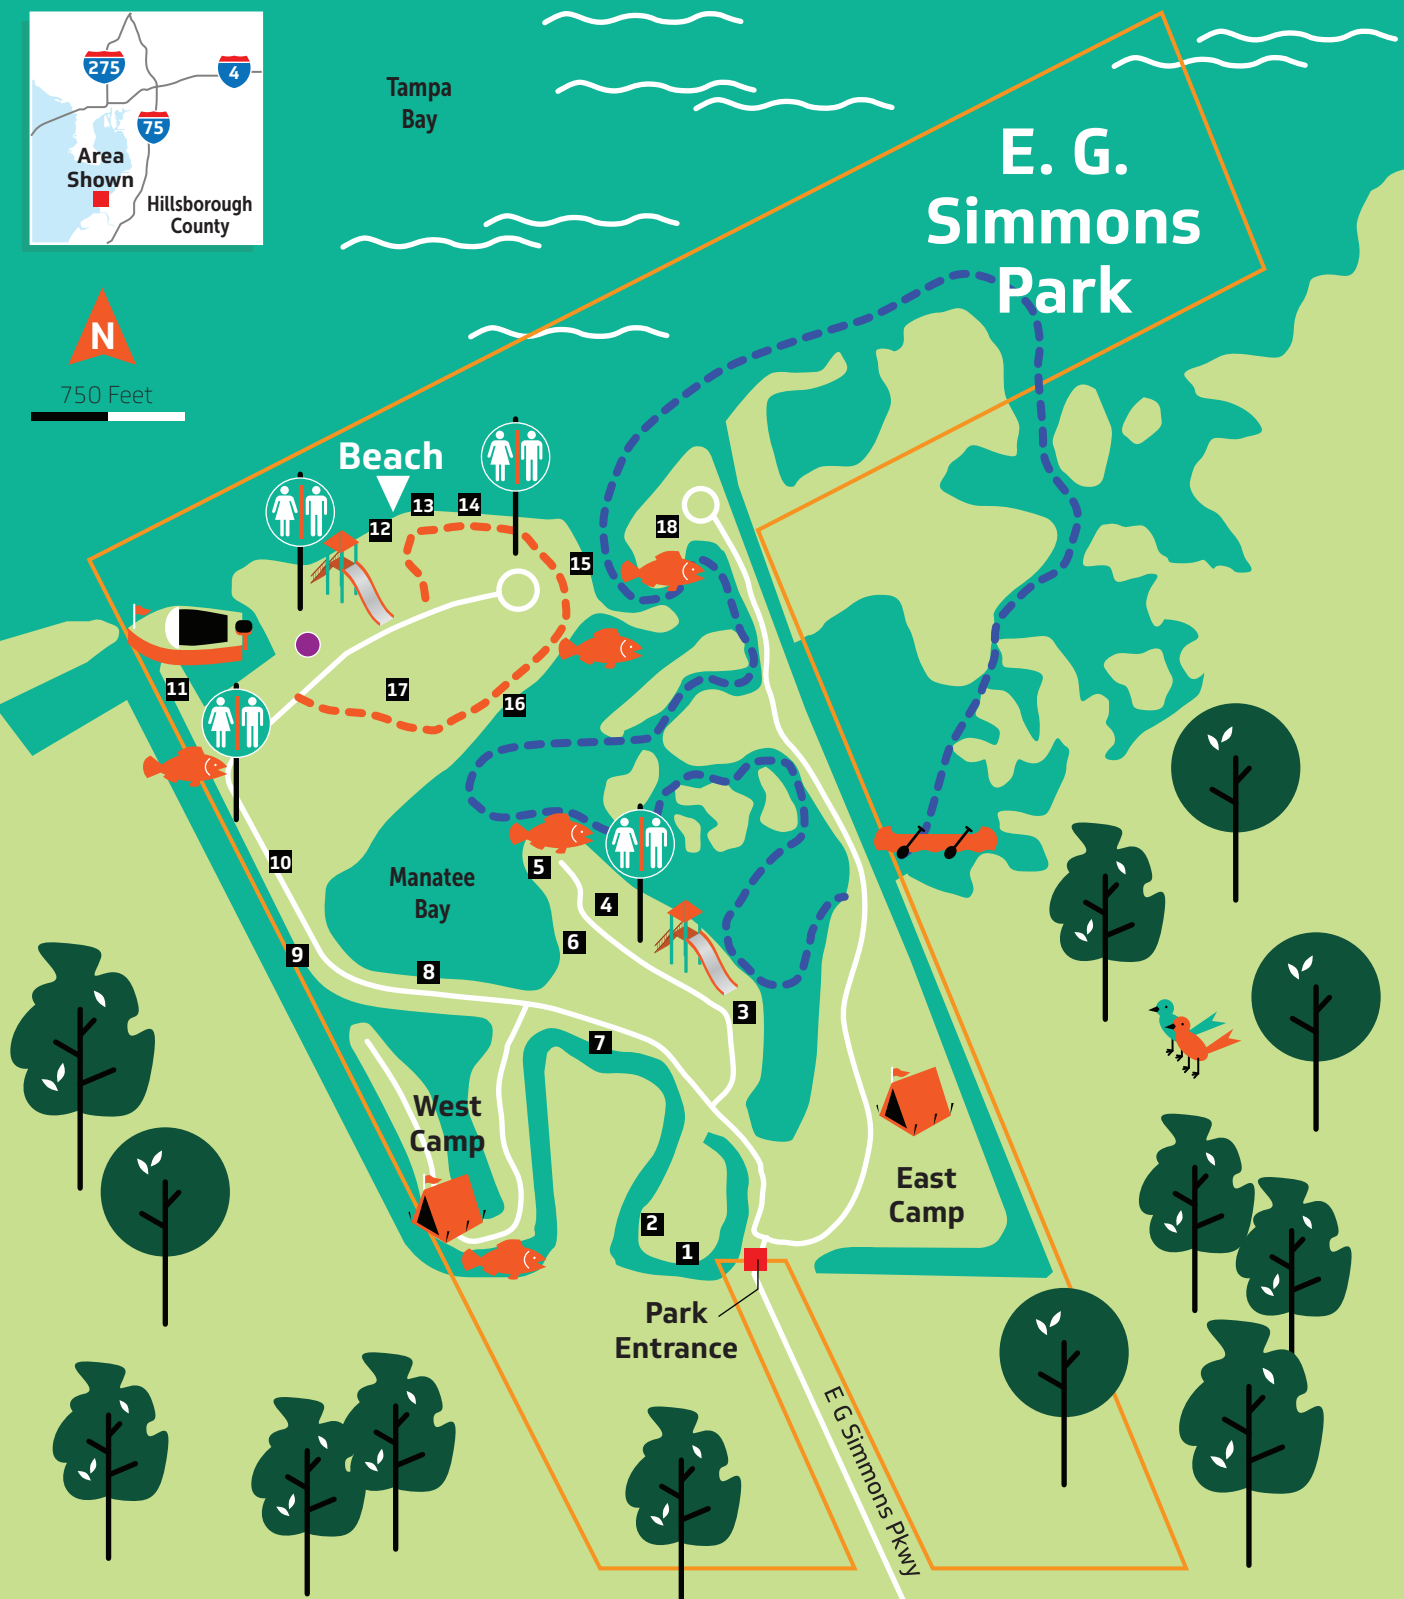 275
4
75
Area
Shown
Hillsborough
County
Tampa
Bay
E. G.
Simmons
Park
N
750 Feet
Beach
13
14
12
18
15
11
17
16
10
5
Manatee
Bay
4
6
9
8
3
7
West
Camp
East
Camp
2
1
Park
Entrance
E G Simmons Pkwy